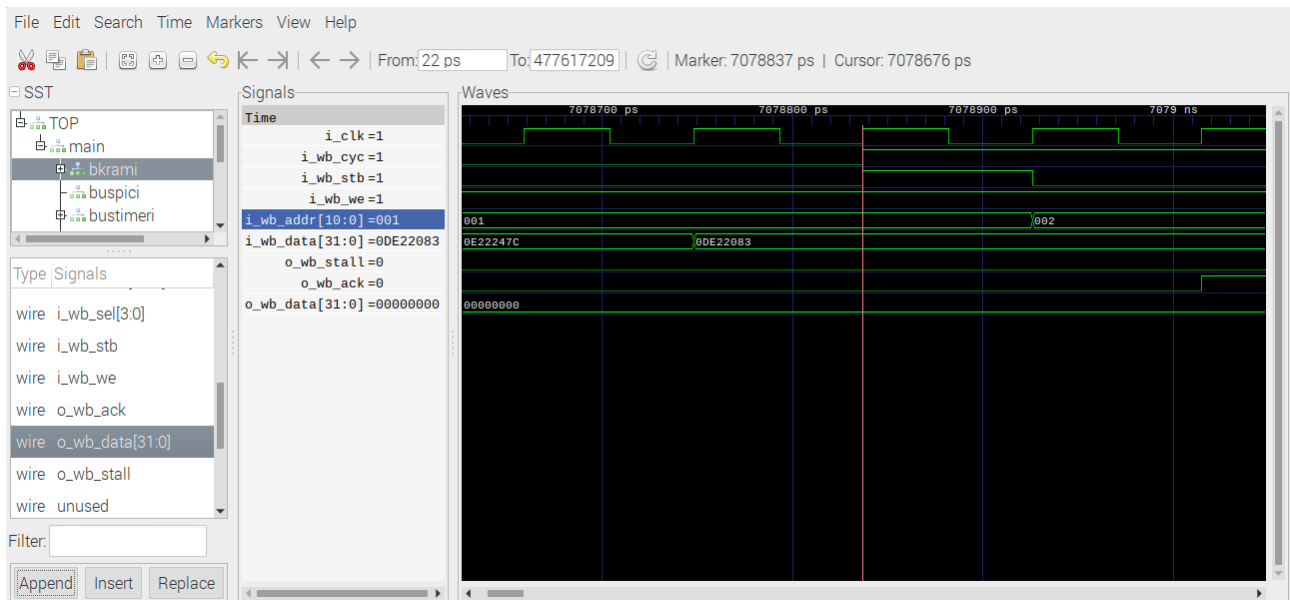 File Edit Search Time Markers View Help
From: 22 ps To: 477617209 Marker: 7078837 ps | Cursor: 7078676 ps
SST
TOP
main
bkrami
buspici
bustimeri
Type Signals
wire i_wb_sel[3:0]
wire i_wb_stb
wire i_wb_we
wire o_wb_ack
wire o_wb_data[31:0]
wire o_wb_stall
wire unused
Filter:
Append Insert Replace
Signals
Time
i_clk =1
i_wb_cyc =1
i_wb_stb =1
i_wb_we =1
i_wb_addr[10:0] =001
i_wb_data[31:0] =0DE22083
o_wb_stall =0
o_wb_ack =0
o_wb_data[31:0] =00000000
Waves
7078700 ps 7078800 ps 7078900 ps 7079 ns
001 002
0E22247C 0DE22083
00000000